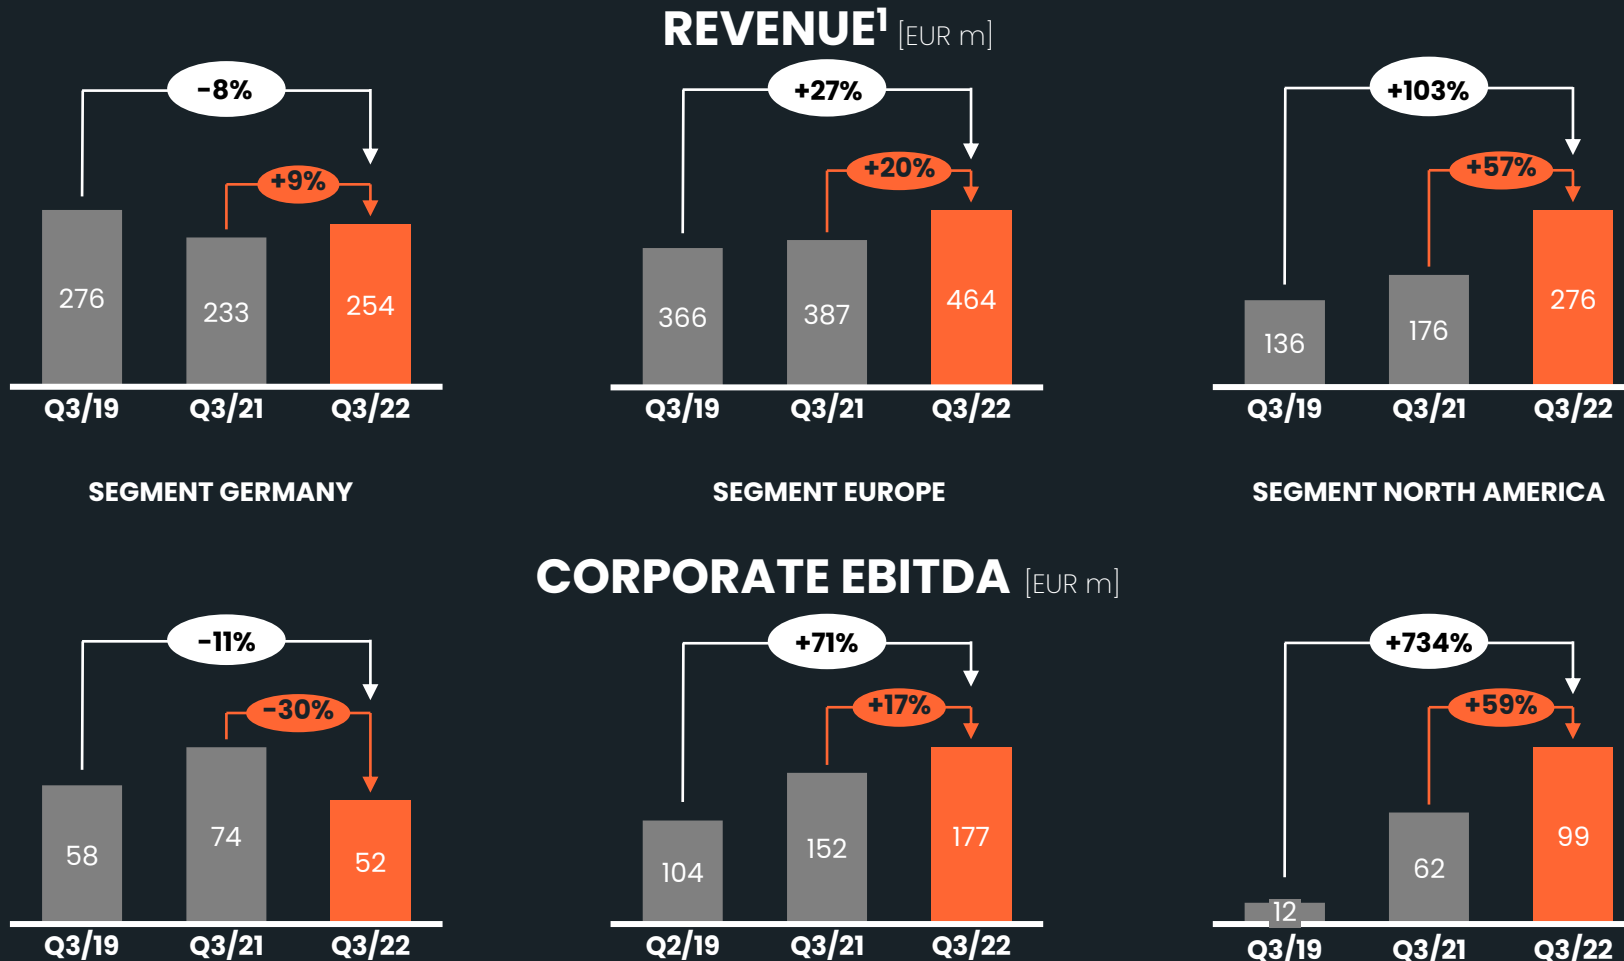 REVENUE¹ [EUR m]
-8%
+9%
276
233
254
Q3/19 Q3/21 Q3/22
SEGMENT GERMANY
+27%
+20%
366
387
464
Q3/19 Q3/21 Q3/22
SEGMENT EUROPE
+103%
+57%
136
176
276
Q3/19 Q3/21 Q3/22
SEGMENT NORTH AMERICA
CORPORATE EBITDA [EUR m]
-11%
-30%
58
74
52
Q3/19 Q3/21 Q3/22
+71%
+17%
104
152
177
Q2/19 Q3/21 Q3/22
+734%
+59%
12
62
99
Q3/19 Q3/21 Q3/22